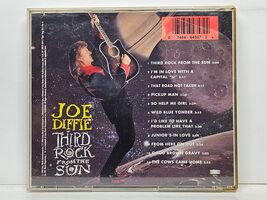 JOE
DIFFIE
THIRD
ROCK
FROM THE
SUN
THIRD ROCK FROM THE SUN
I'M IN LOVE WITH A
CAPITAL "U"
THAT ROAD NOT TAKEN
PICKUP MAN
SO HELP ME GIRL
WILD BLUE YONDER
I'D LIKE TO HAVE A
PROBLEM LIKE THAT
JUNIOR'S IN LOVE
FROM HERE ON OUT
GOOD BROWN GRAVY
THE COWS CAME HOME